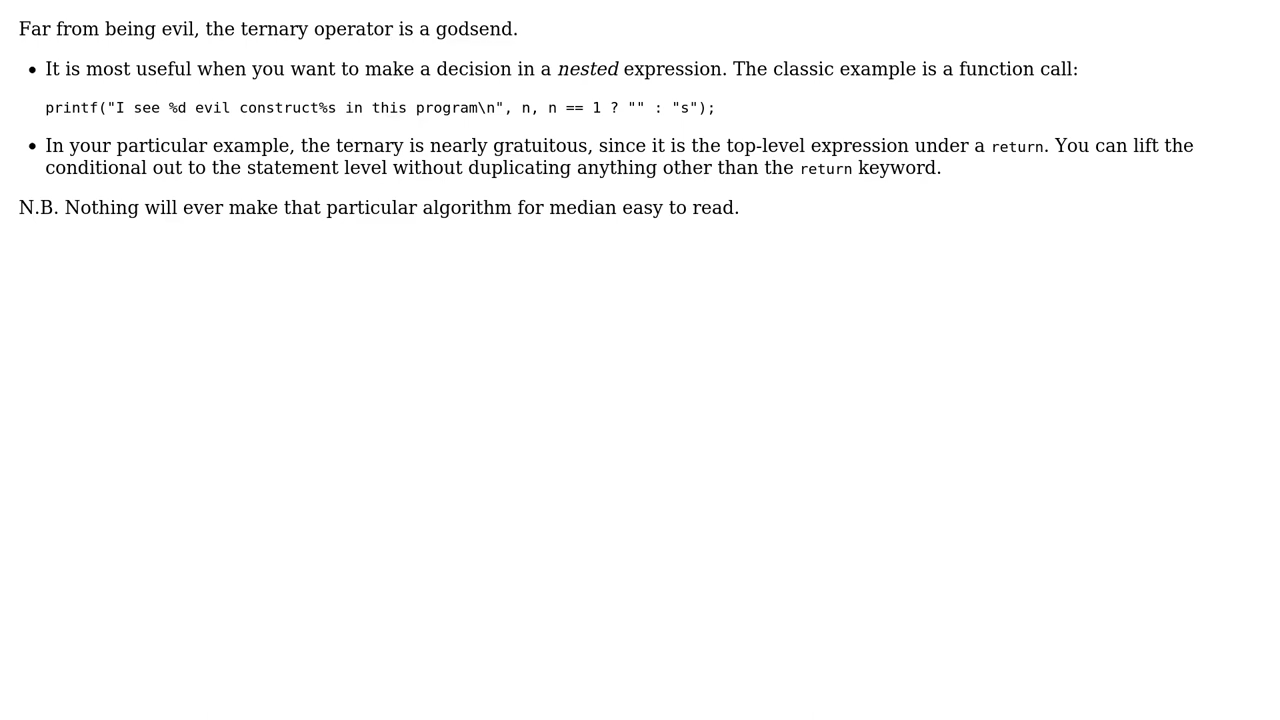 Far from being evil, the ternary operator is a godsend.
• It is most useful when you want to make a decision in a nested expression. The classic example is a function call:
printf("I see %d evil construct%s in this program\n", n, n == 1 ? "" : "s");
• In your particular example, the ternary is nearly gratuitous, since it is the top-level expression under a return. You can lift the
conditional out to the statement level without duplicating anything other than the return keyword.
N.B. Nothing will ever make that particular algorithm for median easy to read.